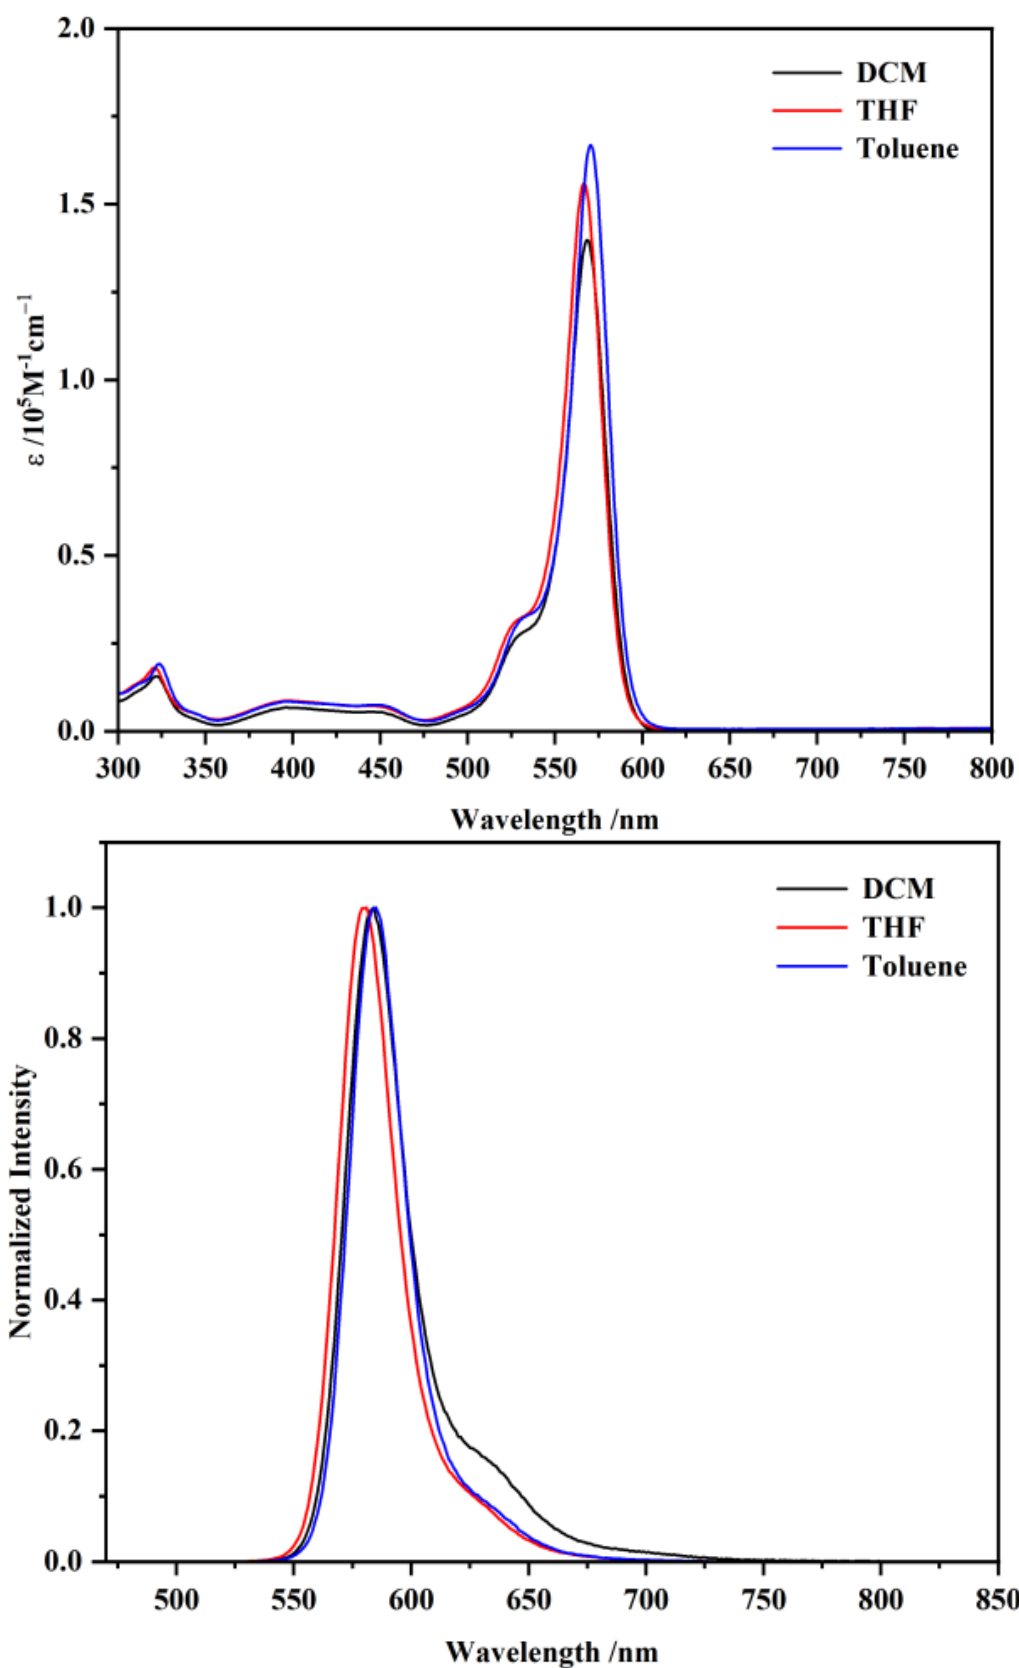 2.0
DCM
THF
Toluene
1.5
ε /10⁵M⁻¹cm⁻¹
1.0
0.5
0.0
300 350 400 450 500 550 600 650 700 750 800
Wavelength /nm
DCM
THF
Toluene
1.0
0.8
Normalized Intensity
0.6
0.4
0.2
0.0
500 550 600 650 700 750 800 850
Wavelength /nm